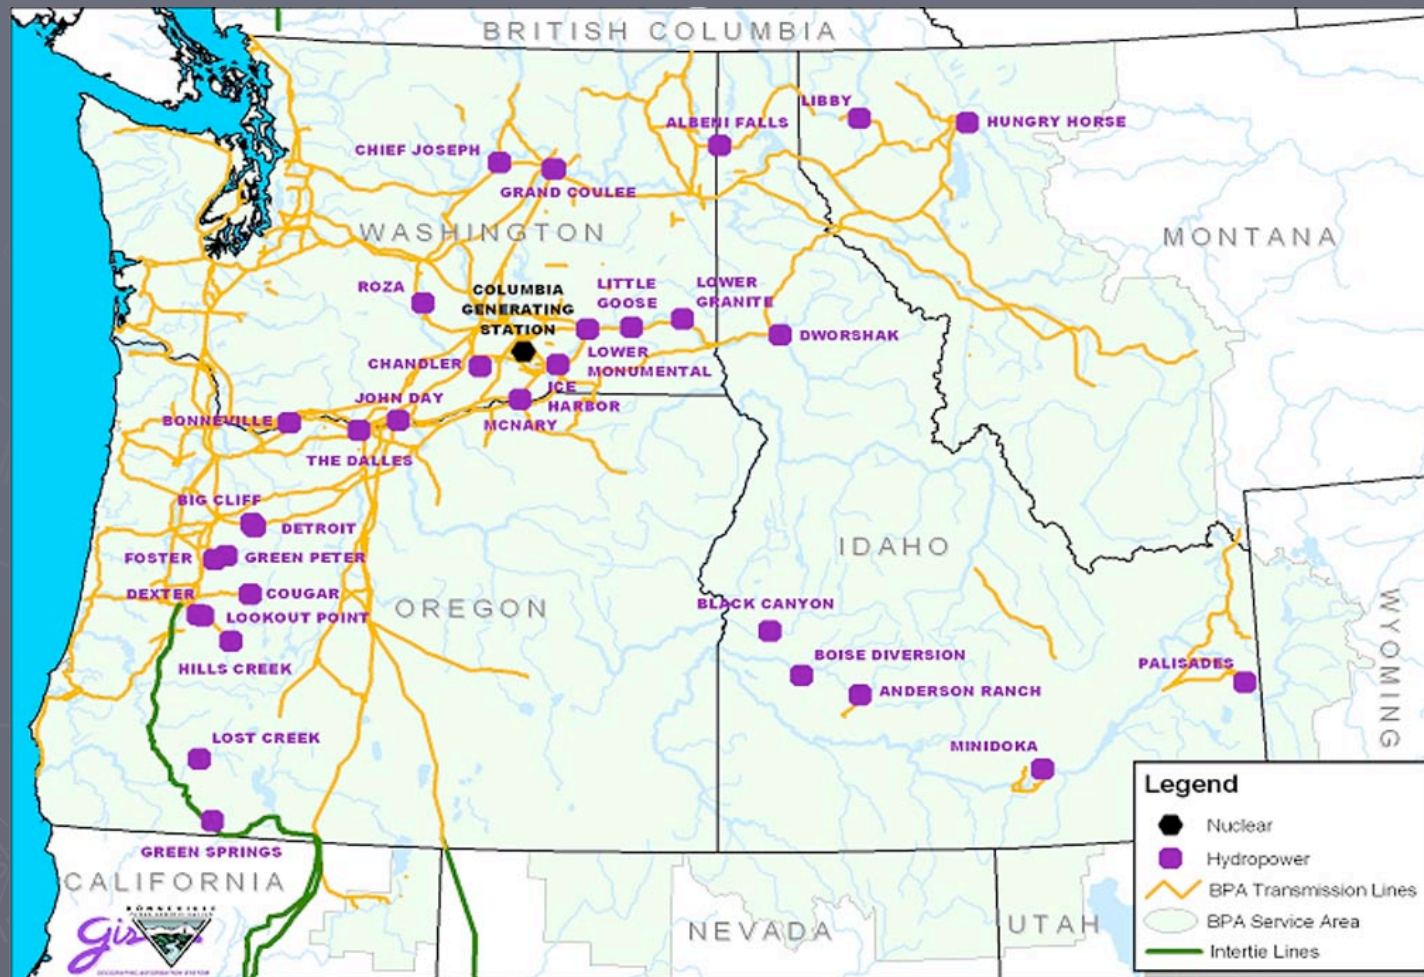 BRITISH COLUMBIA
LIBBY
HUNGRY HORSE
ALBENI FALLS
CHIEF JOSEPH
GRAND COULEE
WASHINGTON
MONTANA
ROZA
COLUMBIA
GENERATING
STATION
LITTLE
GOOSE
LOWER
GRANITE
DWORSHAK
CHANDLER
LOWER
MONUMENTAL
ICE
HARBOR
JOHN DAY
BONNEVILLE
MCNARY
THE DALLES
BIG CLIFF
DETROIT
FOSTER
GREEN PETER
IDAHO
DEXTER
COUGAR
OREGON
BLACK CANYON
LOOKOUT POINT
WYOMING
HILLS CREEK
BOISE DIVERSION
PALISADES
ANDERSON RANCH
LOST CREEK
MINIDOKA
GREEN SPRINGS
CALIFORNIA
NEVADA
UTAH
Legend
Nuclear
Hydropower
BPA Transmission Lines
BPA Service Area
Intertie Lines
BONNEVILLE